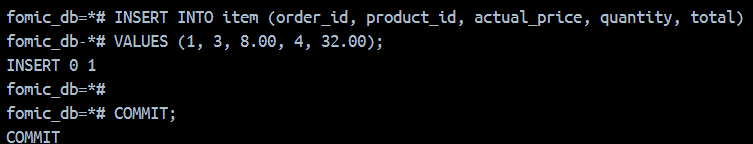 fomic_db=*# INSERT INTO item (order_id, product_id, actual_price, quantity, total)
fomic_db-*# VALUES (1, 3, 8.00, 4, 32.00);
INSERT 0 1
fomic_db=*#
fomic_db=*# COMMIT;
COMMIT